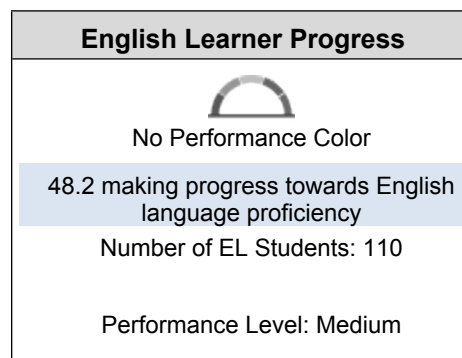 English Learner Progress
No Performance Color
48.2 making progress towards English
language proficiency
Number of EL Students: 110
Performance Level: Medium